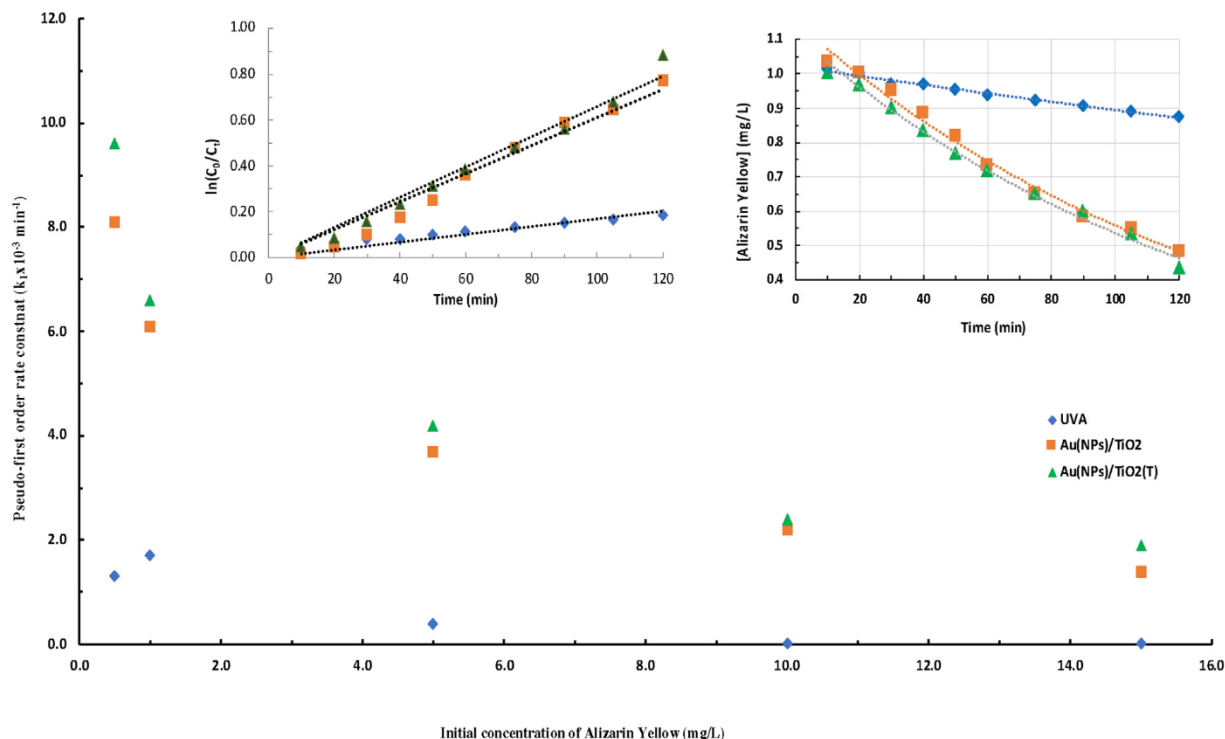 12.0
10.0
8.0
6.0
4.0
2.0
0.0
Pseudo-first order rate constnat (k₁x10⁻³ min⁻¹)
0.0 2.0 4.0 6.0 8.0 10.0 12.0 14.0 16.0
Initial concentration of Alizarin Yellow (mg/L)
1.00
0.80
0.60
0.40
0.20
0.00
ln(C₀/Cₜ)
0 20 40 60 80 100 120
Time (min)
1.1
1.0
0.9
0.8
0.7
0.6
0.5
0.4
[Alizarin Yellow] (mg/L)
0 20 40 60 80 100 120
Time (min)
UVA
Au(NPs)/TiO2
Au(NPs)/TiO2(T)